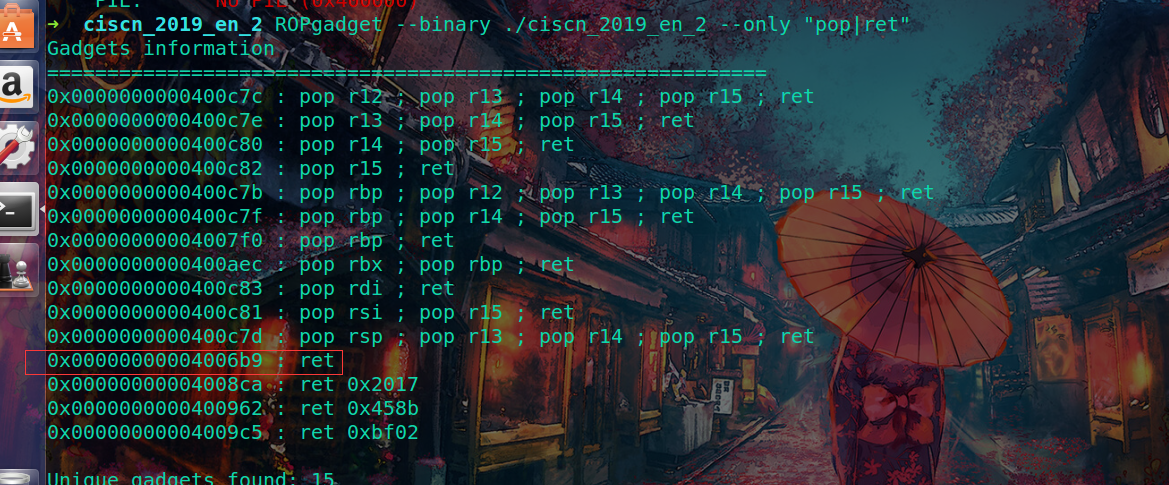 PIE: No PIE (0x400000)
➜ ciscn_2019_en_2 ROPgadget --binary ./ciscn_2019_en_2 --only "pop|ret"
Gadgets information
============================================================
0x0000000000400c7c : pop r12 ; pop r13 ; pop r14 ; pop r15 ; ret
0x0000000000400c7e : pop r13 ; pop r14 ; pop r15 ; ret
0x0000000000400c80 : pop r14 ; pop r15 ; ret
0x0000000000400c82 : pop r15 ; ret
0x0000000000400c7b : pop rbp ; pop r12 ; pop r13 ; pop r14 ; pop r15 ; ret
0x0000000000400c7f : pop rbp ; pop r14 ; pop r15 ; ret
0x00000000004007f0 : pop rbp ; ret
0x0000000000400aec : pop rbx ; pop rbp ; ret
0x0000000000400c83 : pop rdi ; ret
0x0000000000400c81 : pop rsi ; pop r15 ; ret
0x0000000000400c7d : pop rsp ; pop r13 ; pop r14 ; pop r15 ; ret
0x00000000004006b9 : ret
0x00000000004008ca : ret 0x2017
0x0000000000400962 : ret 0x458b
0x00000000004009c5 : ret 0xbf02
Unique gadgets found: 15